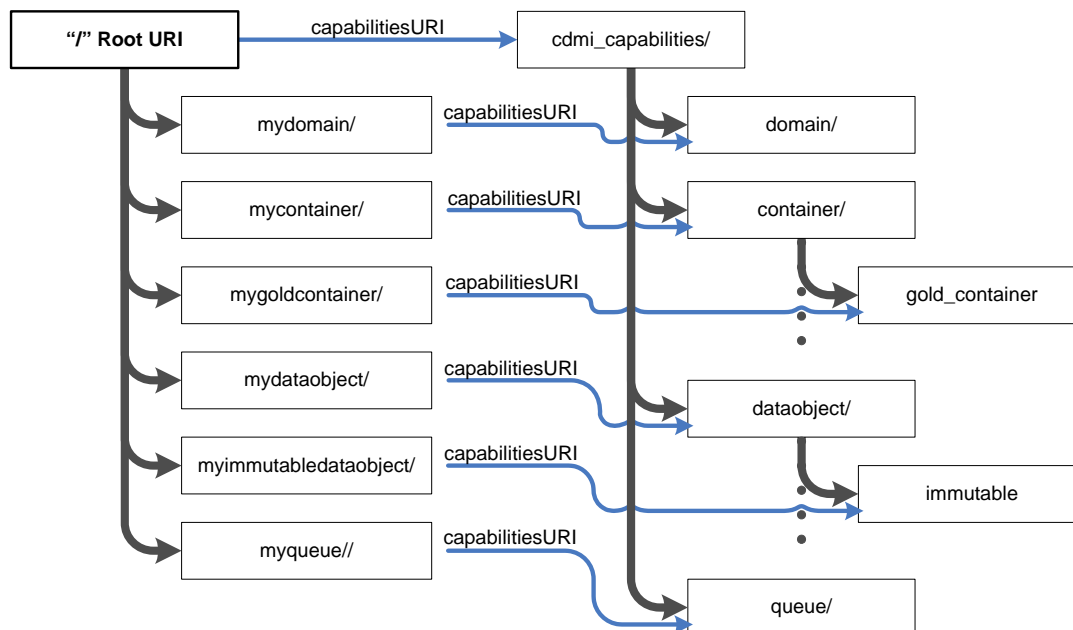 “/” Root URI
capabilitiesURI
cdmi_capabilities/
mydomain/
capabilitiesURI
domain/
mycontainer/
capabilitiesURI
container/
mygoldcontainer/
capabilitiesURI
gold_container
mydataobject/
capabilitiesURI
dataobject/
myimmutabledataobject/
capabilitiesURI
immutable
myqueue//
capabilitiesURI
queue/